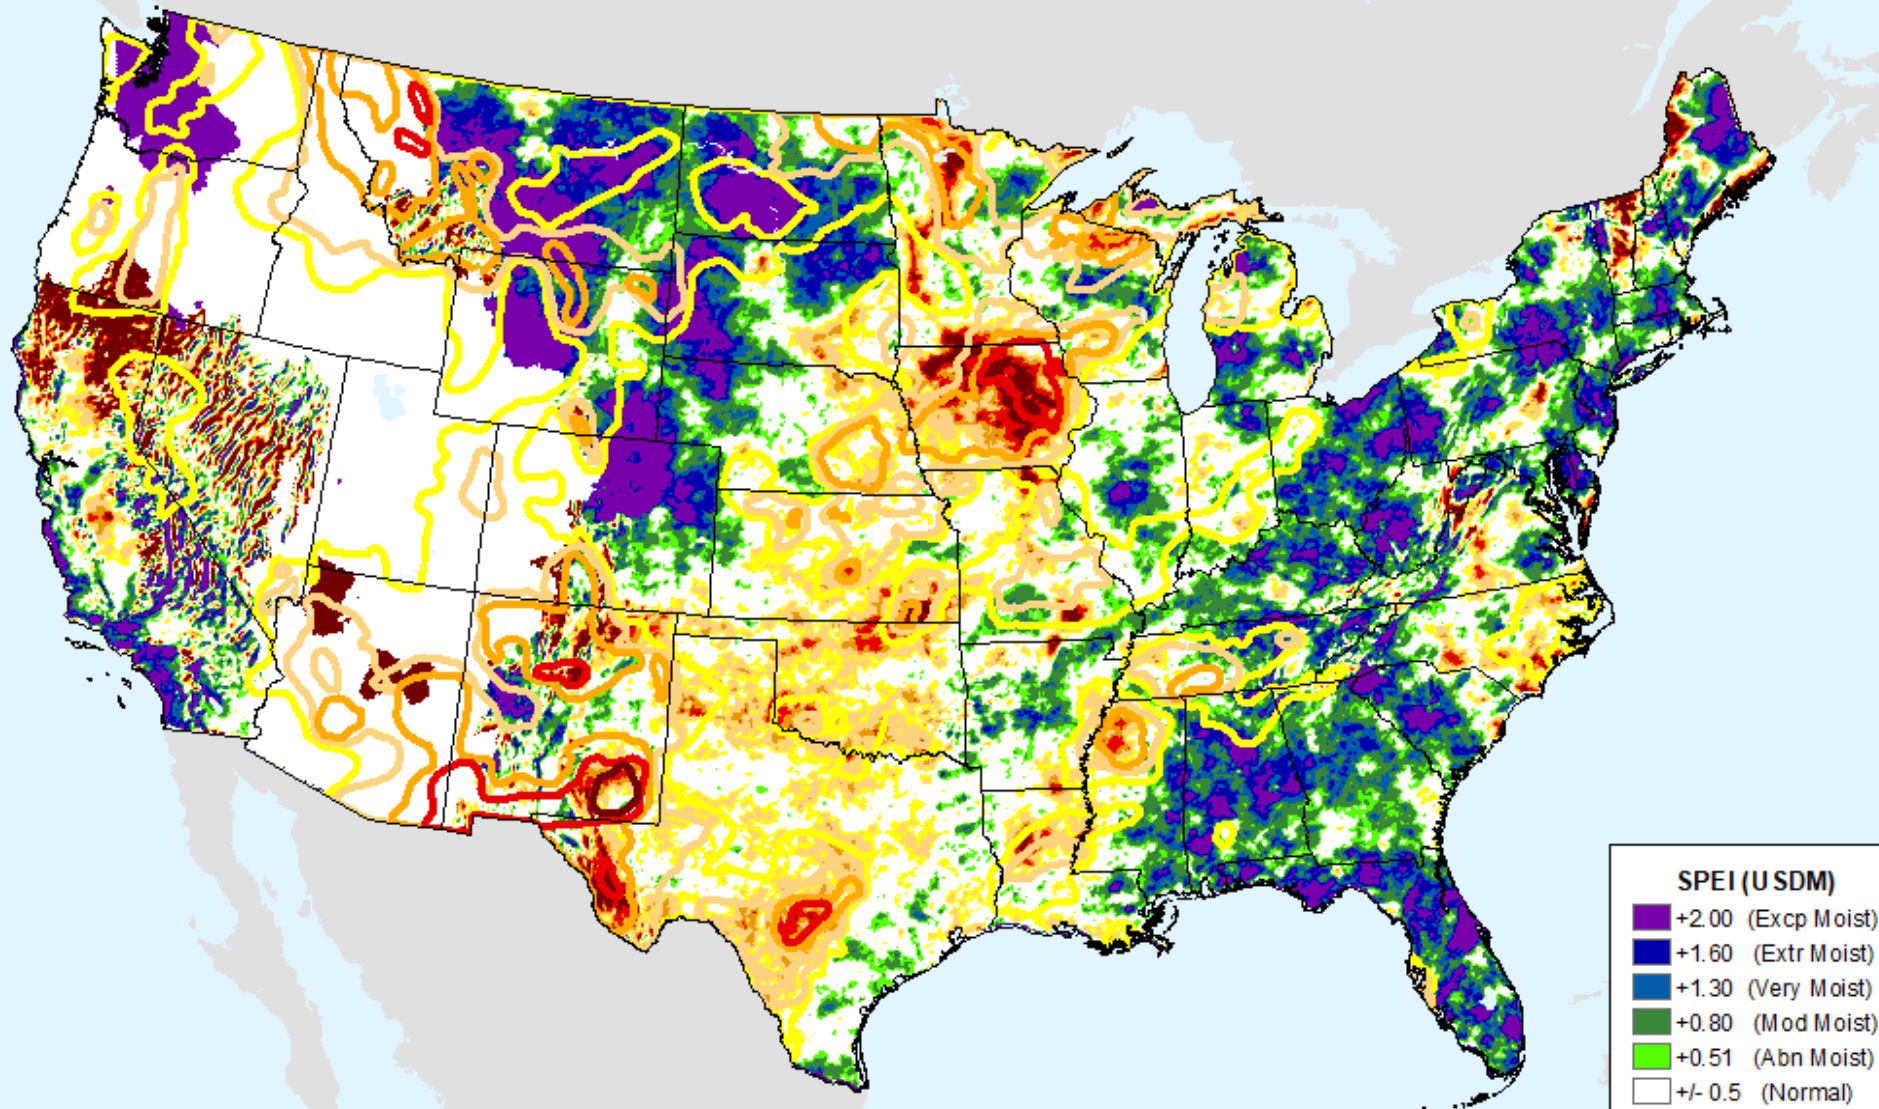 SPEI (USDM)
+2.00 (Excp Moist)
+1.60 (Extr Moist)
+1.30 (Very Moist)
+0.80 (Mod Moist)
+0.51 (Abn Moist)
+/- 0.5 (Normal)